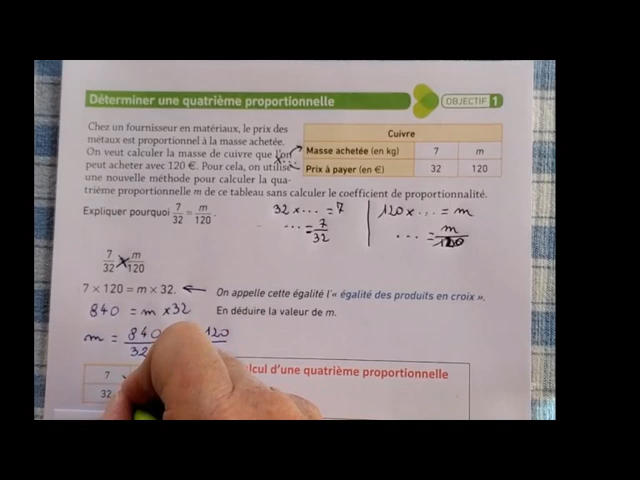 Déterminer une quatrième proportionnelle
OBJECTIF 1
Chez un fournisseur en matériaux, le prix des
métaux est proportionnel à la masse achetée.
On veut calculer la masse de cuivre que l'on
peut acheter avec 120 €. Pour cela, on utilise
une nouvelle méthode pour calculer la qua-
trième proportionnelle m de ce tableau sans calculer le coefficient de proportionnalité.
Cuivre
Masse achetée (en kg) 7 m
Prix à payer (en €) 32 120
Expliquer pourquoi 7/32 = m/120.
32 × ... = 7
... = 7/32
120 × ... = m
... = m/120
7/32 × m/120
7 × 120 = m × 32.
On appelle cette égalité l'« égalité des produits en croix ».
840 = m × 32
En déduire la valeur de m.
m = 840/32 120
7
32
lcul d'une quatrième proportionnelle